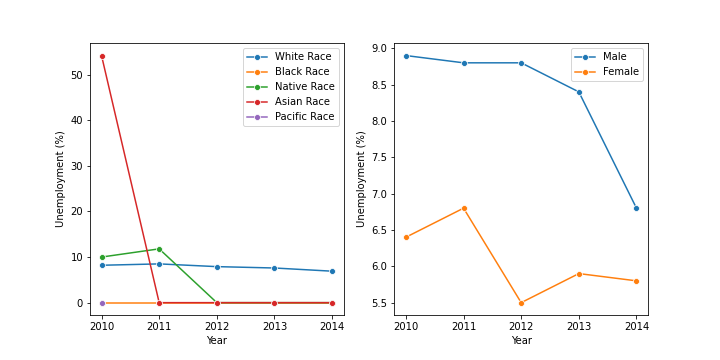 Unemployment (%)
50
40
30
20
10
0
2010 2011 2012 2013 2014
Year
White Race
Black Race
Native Race
Asian Race
Pacific Race
Unemployment (%)
9.0
8.5
8.0
7.5
7.0
6.5
6.0
5.5
2010 2011 2012 2013 2014
Year
Male
Female